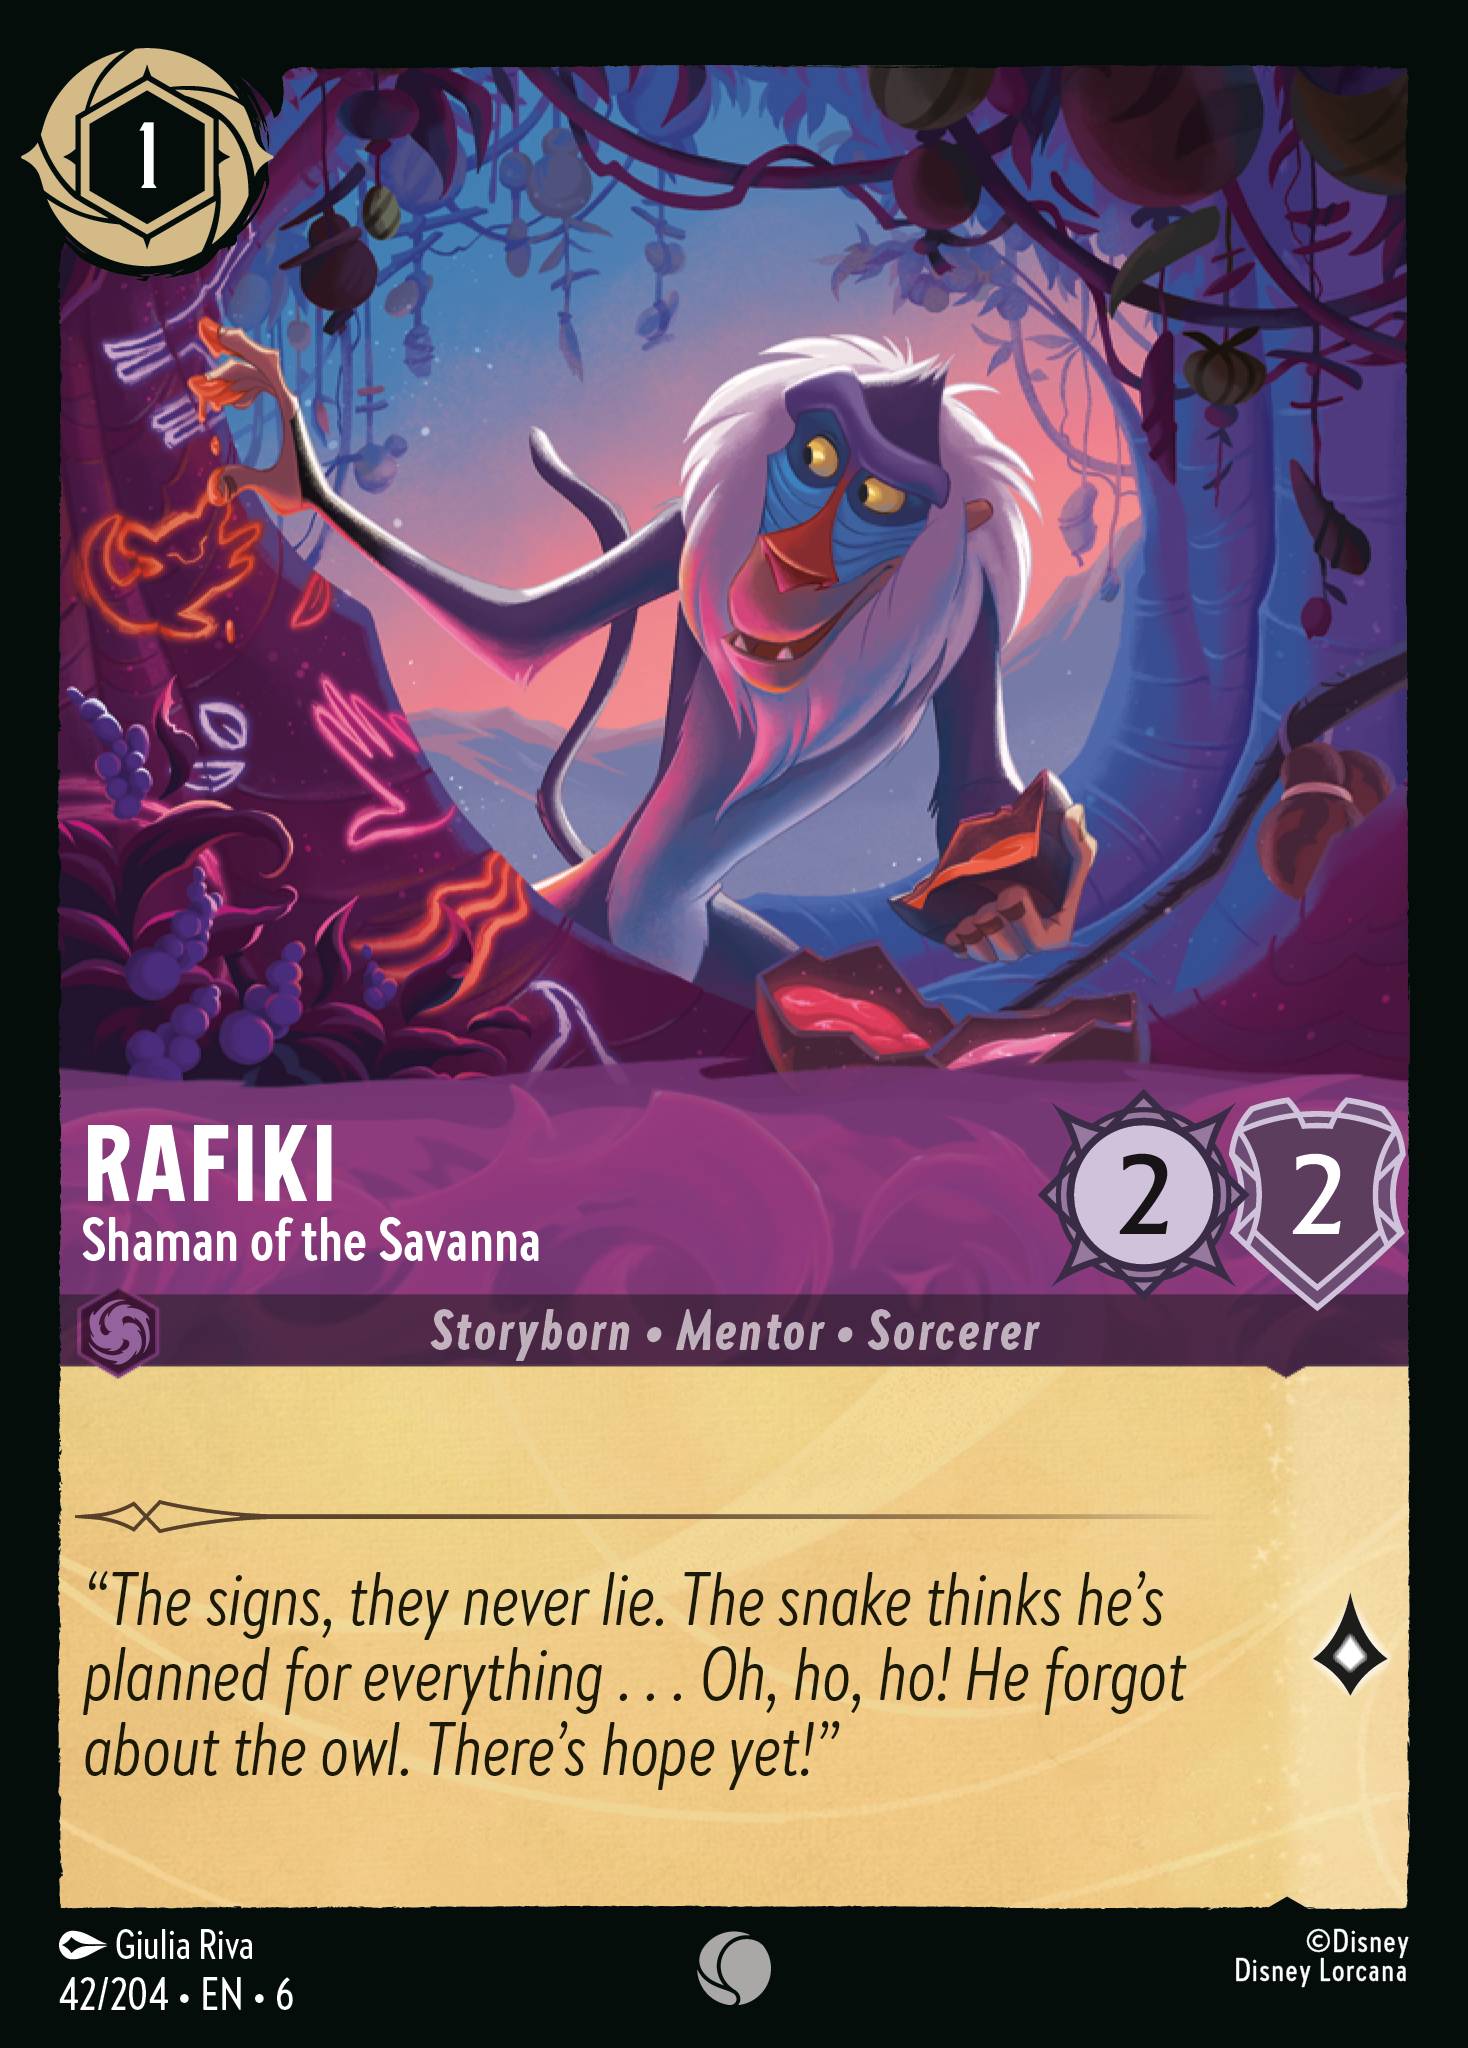 1
RAFIKI
Shaman of the Savanna
2
2
Storyborn • Mentor • Sorcerer
“The signs, they never lie. The snake thinks he’s
planned for everything . . . Oh, ho, ho! He forgot
about the owl. There’s hope yet!”
Giulia Riva
42/204 • EN • 6
©Disney
Disney Lorcana